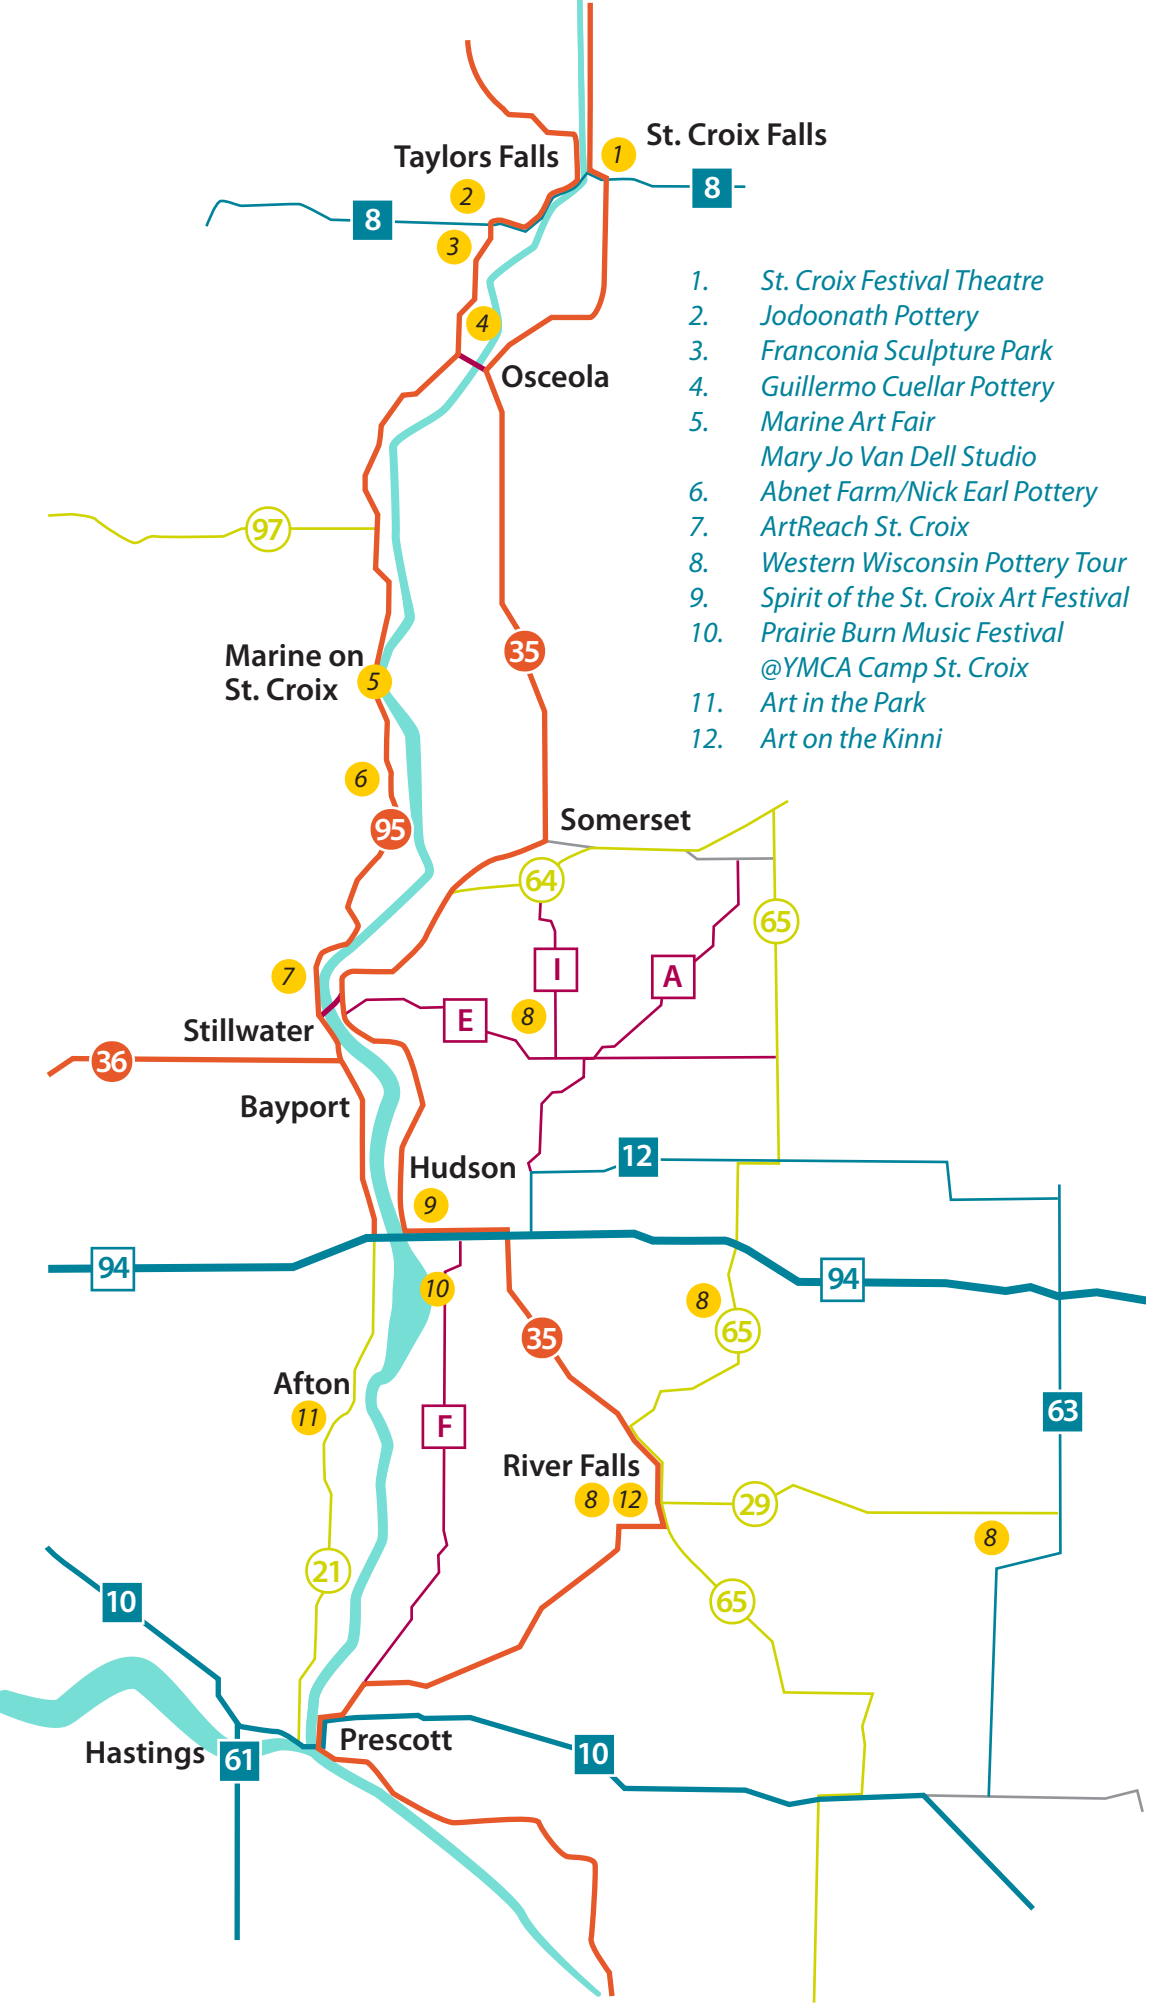 St. Croix Falls
1
Taylors Falls
8
2
8
3
1. St. Croix Festival Theatre
2. Jodoonath Pottery
3. Franconia Sculpture Park
4. Guillermo Cuellar Pottery
5. Marine Art Fair
Mary Jo Van Dell Studio
6. Abnet Farm/Nick Earl Pottery
7. ArtReach St. Croix
8. Western Wisconsin Pottery Tour
9. Spirit of the St. Croix Art Festival
10. Prairie Burn Music Festival
@YMCA Camp St. Croix
11. Art in the Park
12. Art on the Kinni
4
Osceola
97
35
Marine on
St. Croix
5
6
95
Somerset
64
65
I
A
7
8
E
Stillwater
36
Bayport
12
Hudson
9
94
94
10
8
65
35
Afton
11
63
F
River Falls
8
12
29
8
21
10
65
Prescott
Hastings
61
10